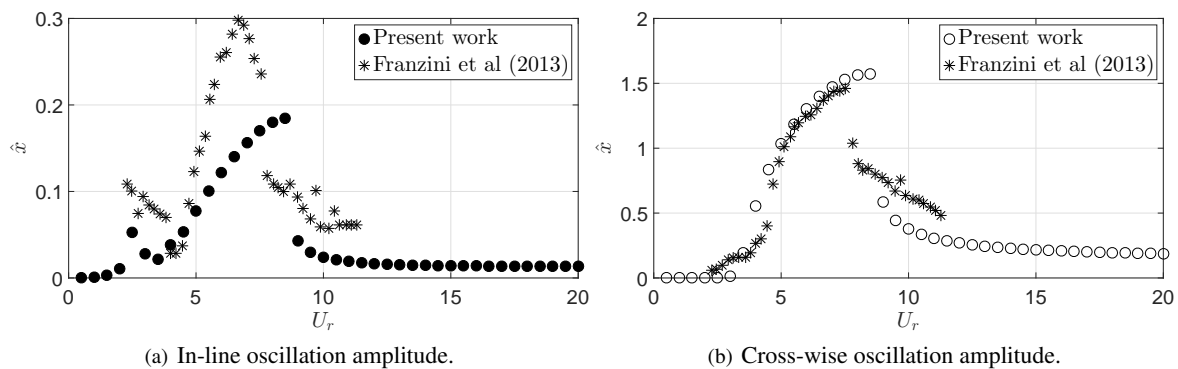 0.3
0.2
0.1
0
x̂
0
5
10
15
20
U_r
Present work
Franzini et al (2013)
(a) In-line oscillation amplitude.
2
1.5
1
0.5
0
x̂
0
5
10
15
20
U_r
Present work
Franzini et al (2013)
(b) Cross-wise oscillation amplitude.